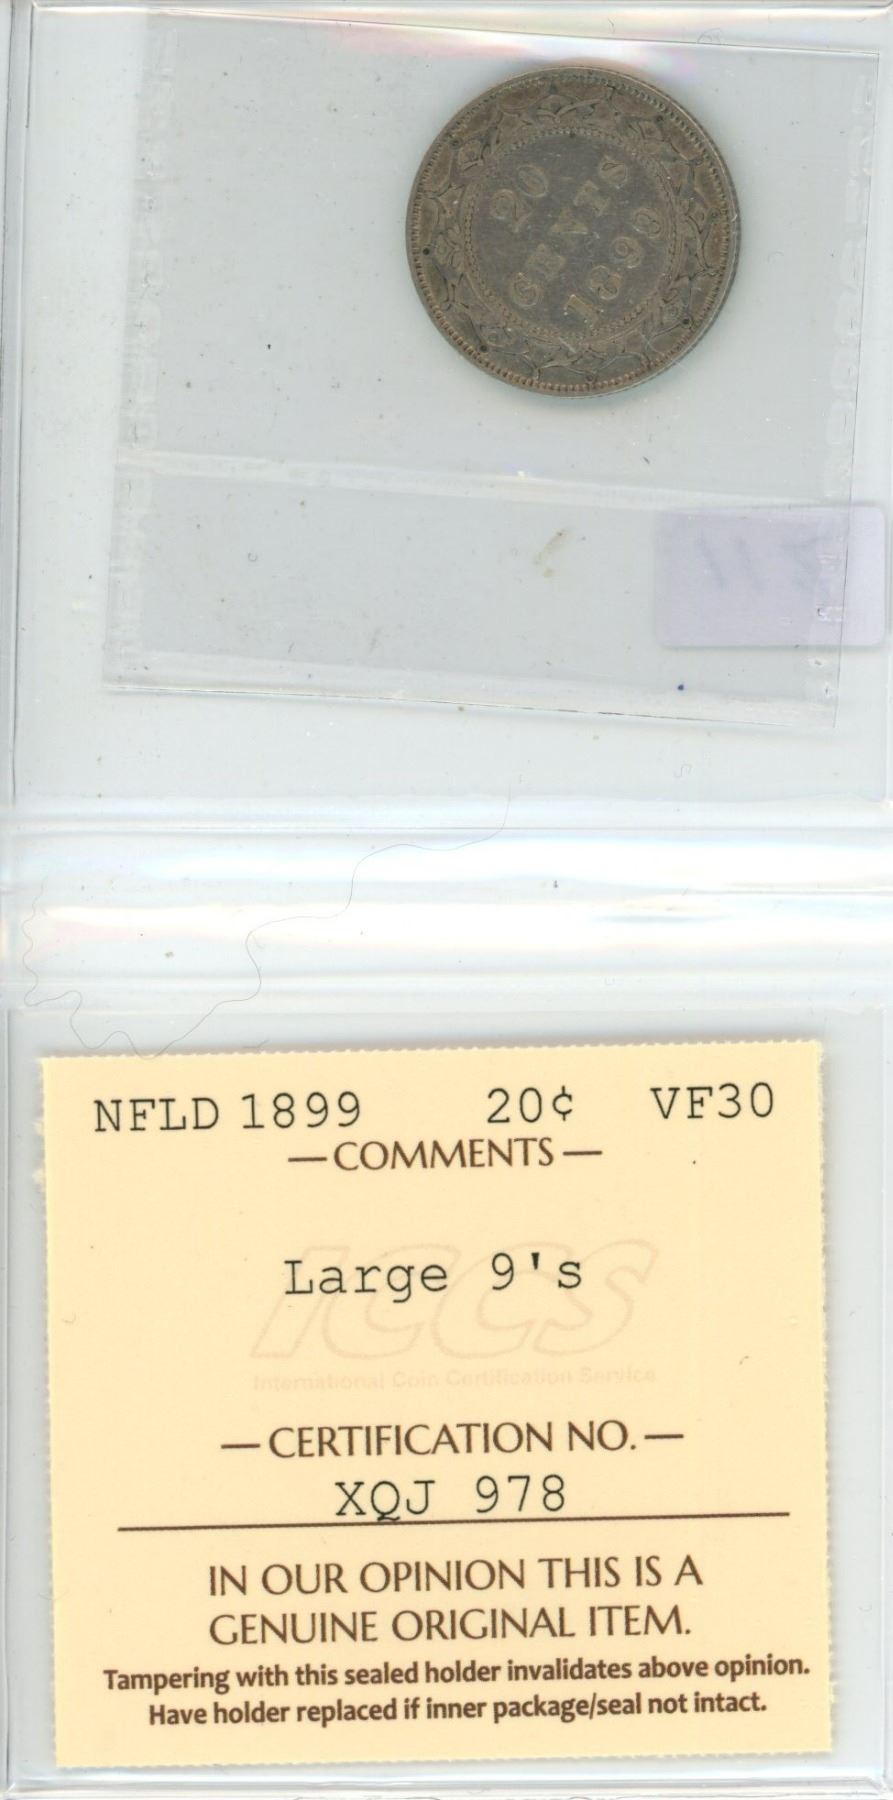 20
CENTS
1899
NFLD 1899 20¢ VF30
—COMMENTS—
Large 9's
ICCS
International Coin Certification Service
—CERTIFICATION NO.—
XQJ 978
IN OUR OPINION THIS IS A
GENUINE ORIGINAL ITEM.
Tampering with this sealed holder invalidates above opinion.
Have holder replaced if inner package/seal not intact.